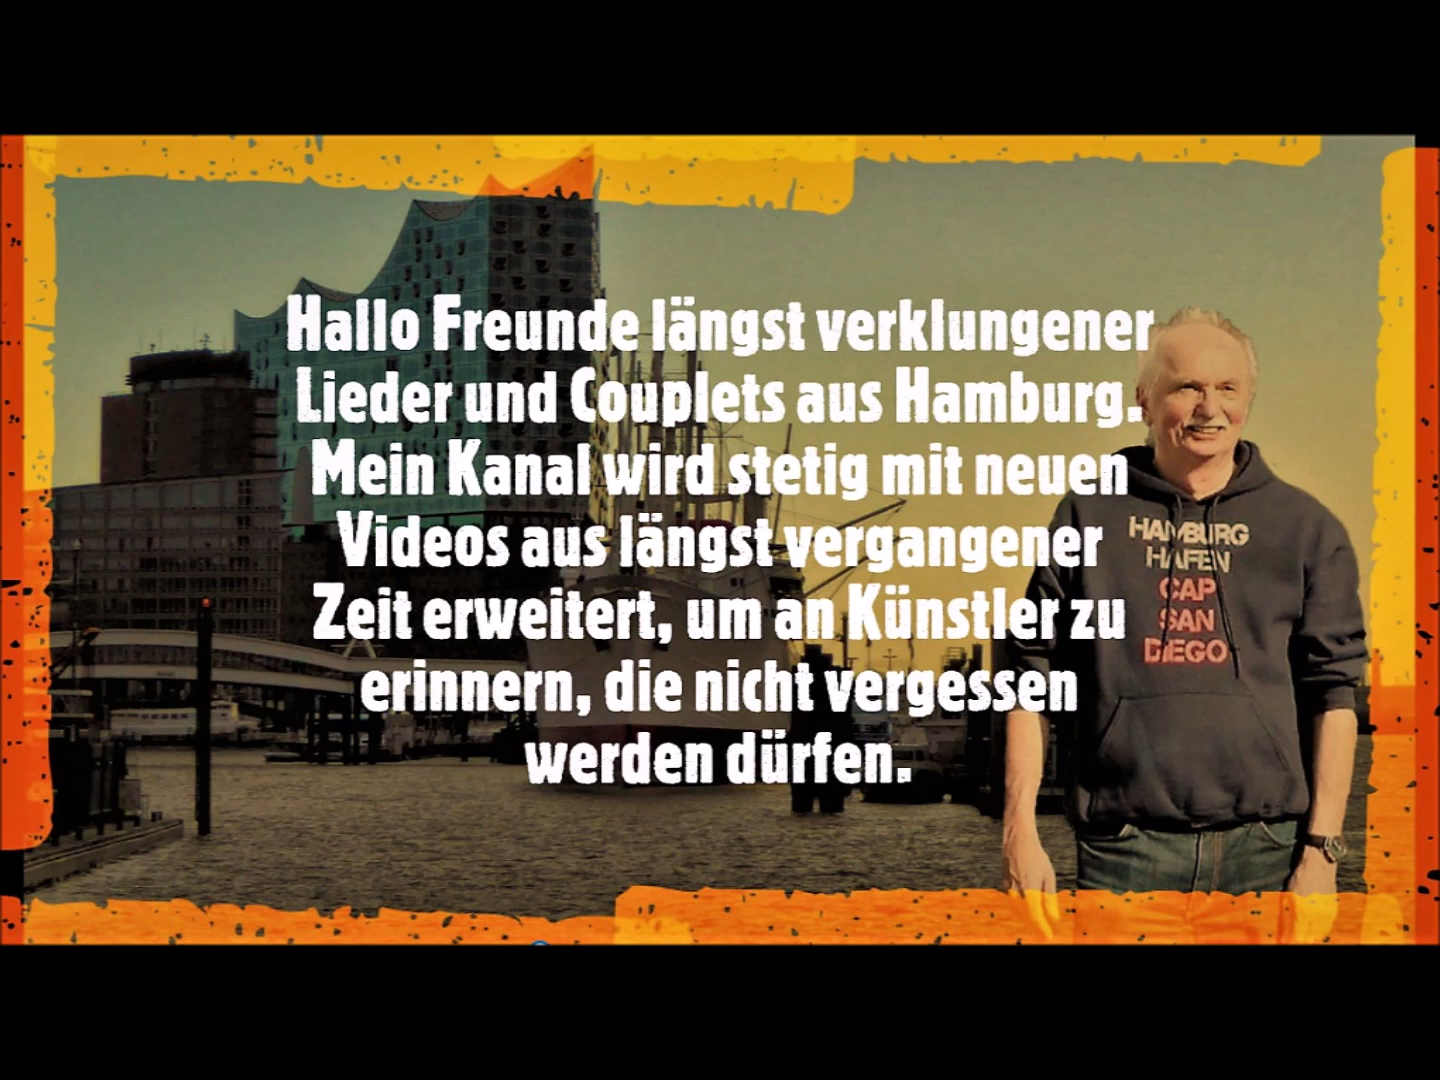 Hallo Freunde längst verklungener
Lieder und Couplets aus Hamburg.
Mein Kanal wird stetig mit neuen
Videos aus längst vergangener
Zeit erweitert, um an Künstler zu
erinnern, die nicht vergessen
werden dürfen.
HAMBURG
HAFEN
CAP
SAN
DIEGO